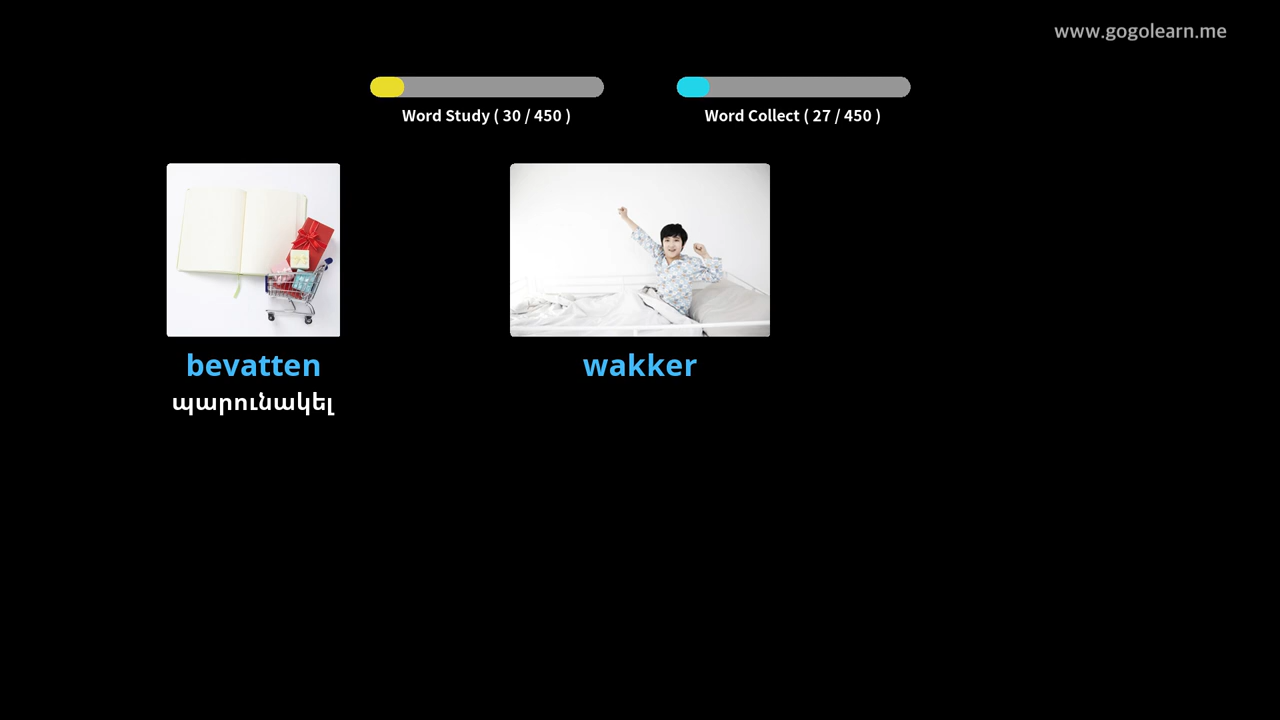 www.gogolearn.me
Word Study ( 30 / 450 )
Word Collect ( 27 / 450 )
bevatten
պարունակել
wakker